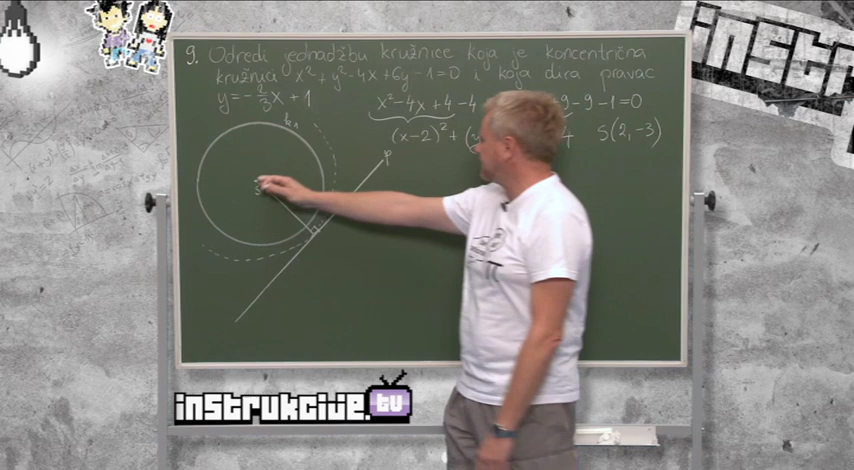 9. Odredi jednadžbu kružnice koja je koncentrična
kružnici x²+y²-4x+6y-1=0 i koja dira pravac
y=-2/3x+1
x²-4x+4-4
9-9-1=0
(x-2)²+(
S(2,-3)
k₁
p
S
instrukcije.tv